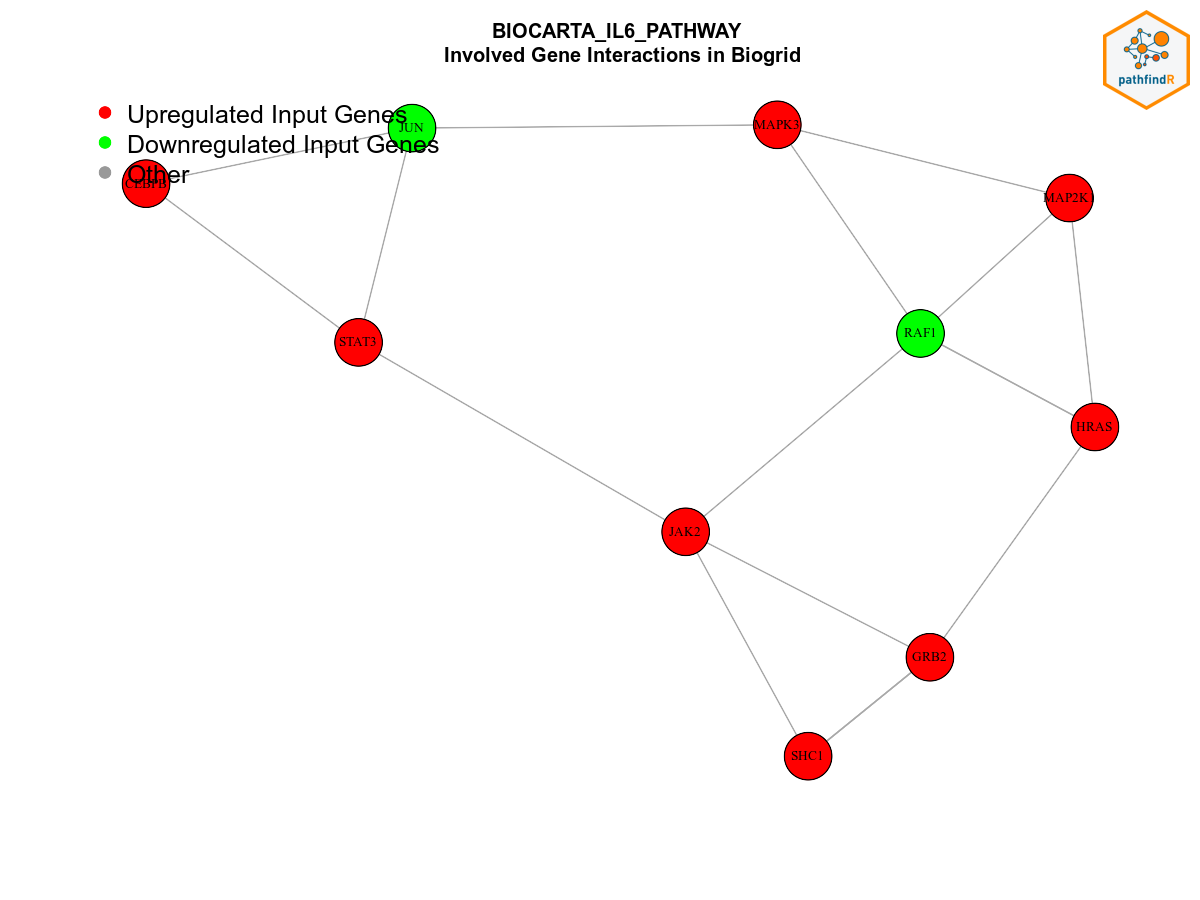 BIOCARTA_IL6_PATHWAY
Involved Gene Interactions in Biogrid
pathfindR
Upregulated Input Genes
Downregulated Input Genes
Other
JUN
MAPK3
CEBPB
MAP2K1
RAF1
STAT3
HRAS
JAK2
GRB2
SHC1